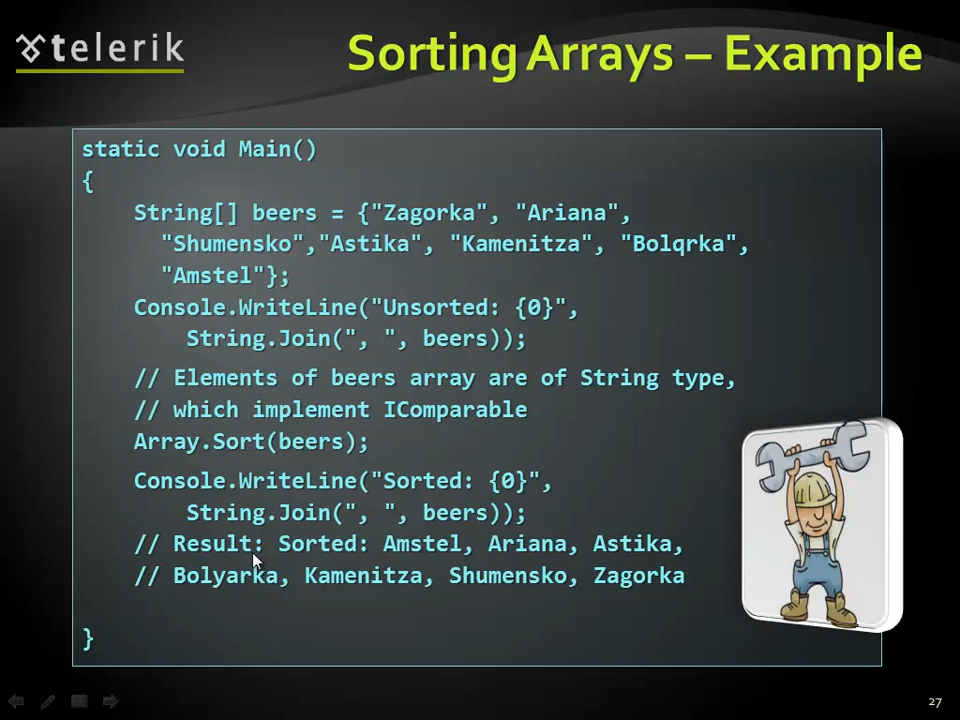 telerik
Sorting Arrays – Example
static void Main()
{
String[] beers = {"Zagorka", "Ariana",
"Shumensko","Astika", "Kamenitza", "Bolqrka",
"Amstel"};
Console.WriteLine("Unsorted: {0}",
String.Join(", ", beers));
// Elements of beers array are of String type,
// which implement IComparable
Array.Sort(beers);
Console.WriteLine("Sorted: {0}",
String.Join(", ", beers));
// Result: Sorted: Amstel, Ariana, Astika,
// Bolyarka, Kamenitza, Shumensko, Zagorka
}
27